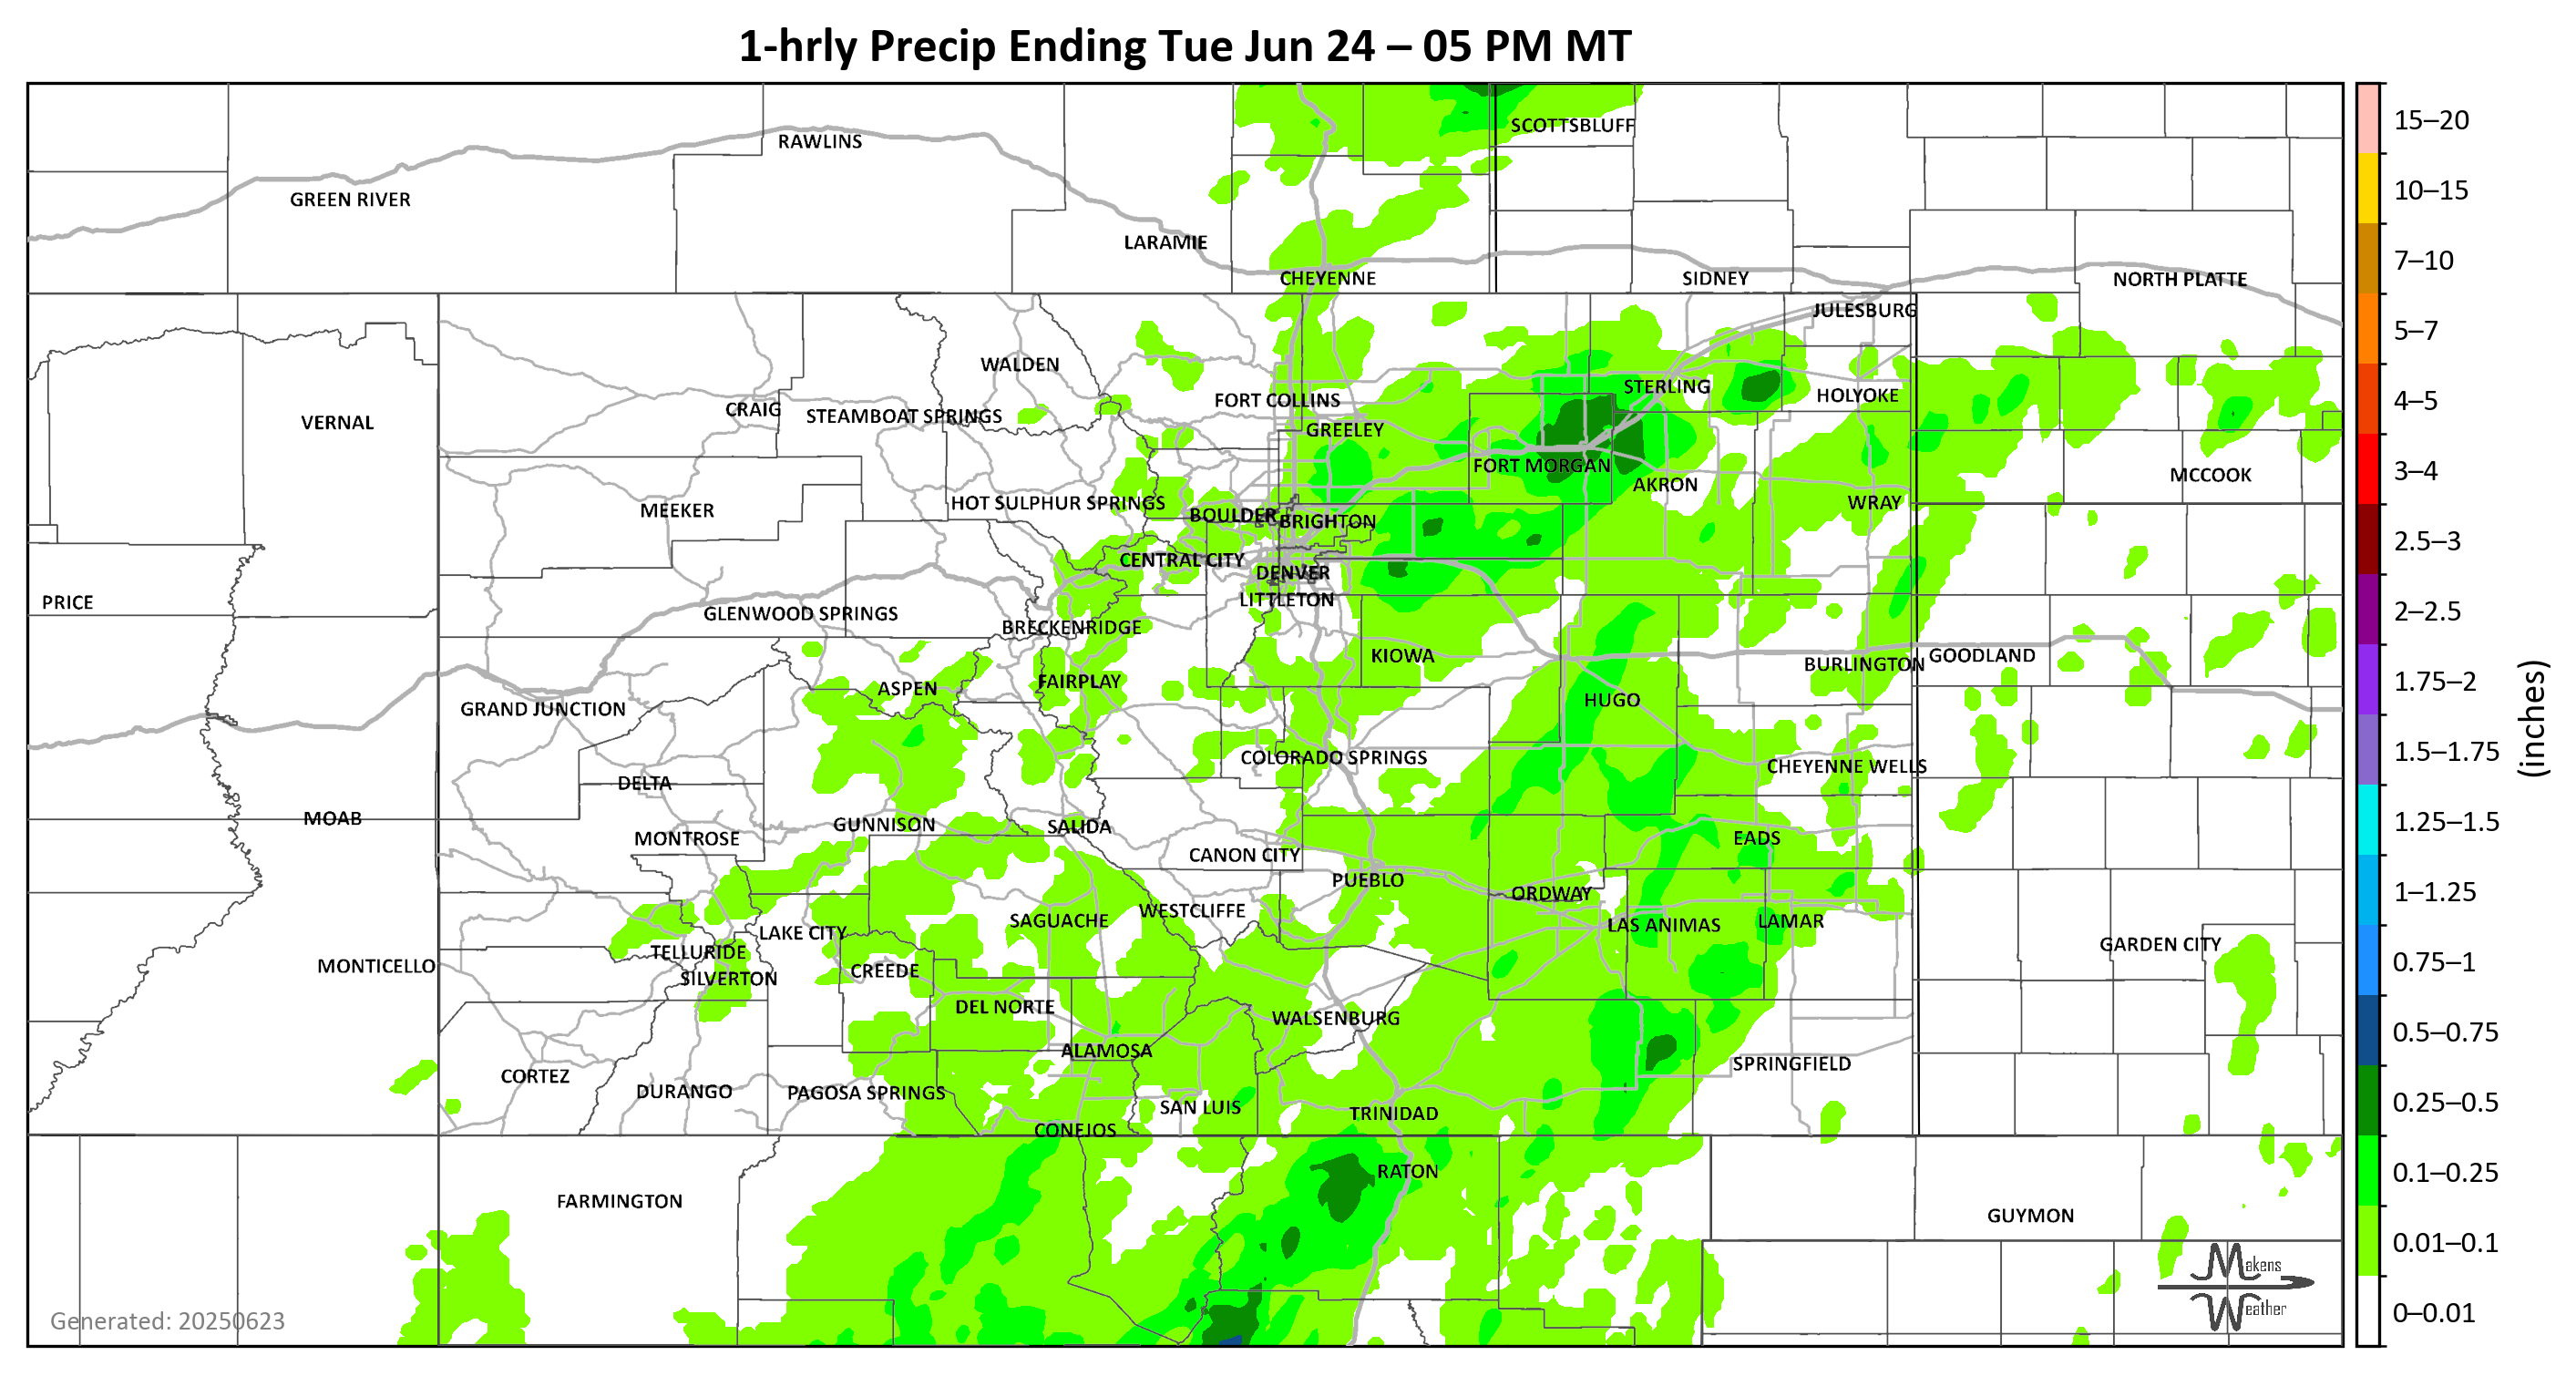 1-hrly Precip Ending Tue Jun 24 – 05 PM MT
SCOTTSBLUFF
RAWLINS
GREEN RIVER
LARAMIE
CHEYENNE
SIDNEY
NORTH PLATTE
JULESBURG
WALDEN
STERLING
HOLYOKE
FORT COLLINS
CRAIG
STEAMBOAT SPRINGS
VERNAL
GREELEY
FORT MORGAN
MCCOOK
AKRON
WRAY
HOT SULPHUR SPRINGS
MEEKER
BOULDER
BRIGHTON
CENTRAL CITY
DENVER
LITTLETON
PRICE
GLENWOOD SPRINGS
BRECKENRIDGE
KIOWA
BURLINGTON
GOODLAND
FAIRPLAY
ASPEN
HUGO
GRAND JUNCTION
COLORADO SPRINGS
CHEYENNE WELLS
DELTA
MOAB
GUNNISON
SALIDA
MONTROSE
EADS
CANON CITY
PUEBLO
ORDWAY
WESTCLIFFE
SAGUACHE
LAS ANIMAS
LAMAR
LAKE CITY
GARDEN CITY
TELLURIDE
MONTICELLO
CREEDE
SILVERTON
DEL NORTE
WALSENBURG
ALAMOSA
SPRINGFIELD
CORTEZ
DURANGO
PAGOSA SPRINGS
SAN LUIS
TRINIDAD
CONEJOS
RATON
FARMINGTON
GUYMON
Makens
Weather
Generated: 20250623
15–20
10–15
7–10
5–7
4–5
3–4
2.5–3
2–2.5
1.75–2
1.5–1.75
1.25–1.5
1–1.25
0.75–1
0.5–0.75
0.25–0.5
0.1–0.25
0.01–0.1
0–0.01
(inches)